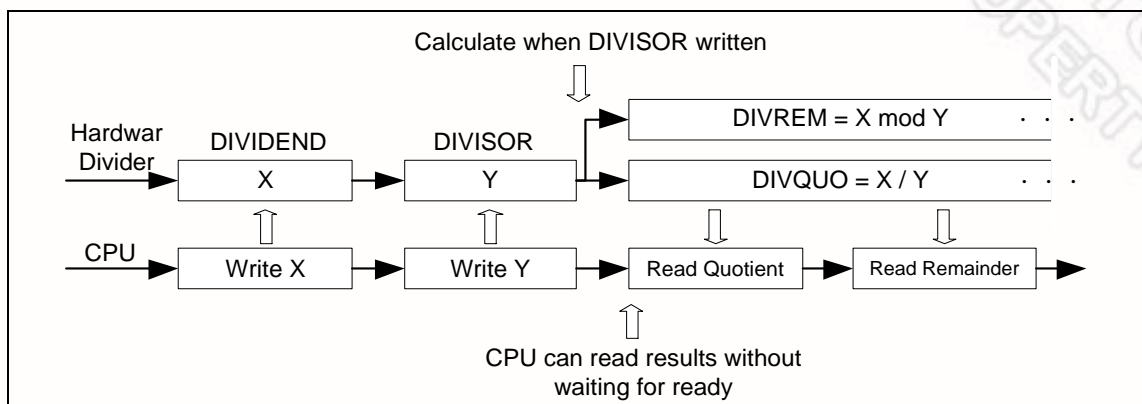 Calculate when DIVISOR written
Hardwar
Divider
DIVIDEND
DIVISOR
DIVREM = X mod Y
· · ·
X
Y
DIVQUO = X / Y
· · ·
CPU
Write X
Write Y
Read Quotient
Read Remainder
CPU can read results without
waiting for ready